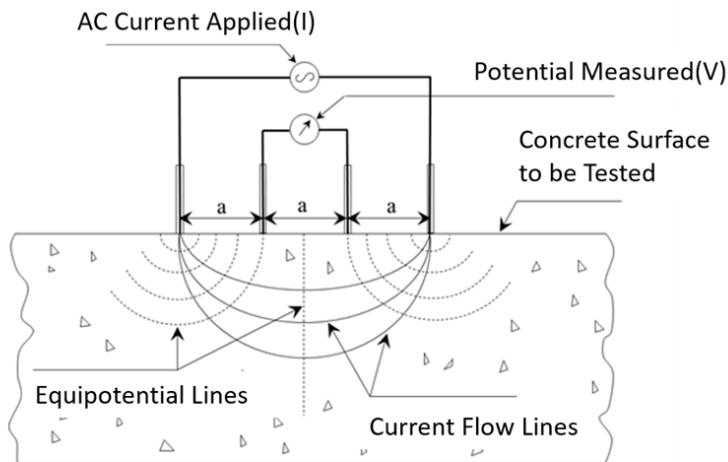 AC Current Applied(I)
Potential Measured(V)
Concrete Surface
to be Tested
a
a
a
Equipotential Lines
Current Flow Lines